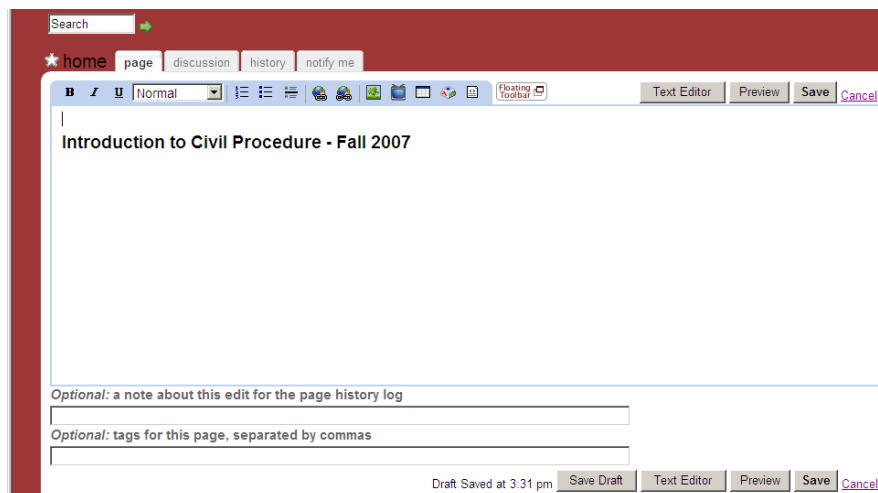 Search
home page discussion history notify me
B I U Normal Floating Toolbar Text Editor Preview Save Cancel
Introduction to Civil Procedure - Fall 2007
Optional: a note about this edit for the page history log
Optional: tags for this page, separated by commas
Draft Saved at 3:31 pm Save Draft Text Editor Preview Save Cancel